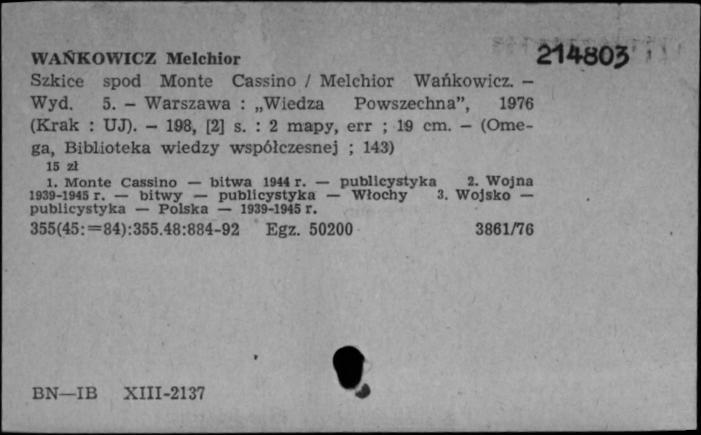 WAŃKOWICZ Melchior
214803
Szkice spod Monte Cassino / Melchior Wańkowicz. —
Wyd. 5. — Warszawa : „Wiedza Powszechna”, 1976
(Krak : UJ). — 198, [2] s. : 2 mapy, err ; 19 cm. — (Ome-
ga, Biblioteka wiedzy współczesnej ; 143)
15 zł
1. Monte Cassino — bitwa 1944 r. — publicystyka 2. Wojna
1939-1945 r. — bitwy — publicystyka — Włochy 3. Wojsko —
publicystyka — Polska — 1939-1945 r.
355(45:=84):355.48:884-92 Egz. 50200 3861/76
BN—IB XIII-2137